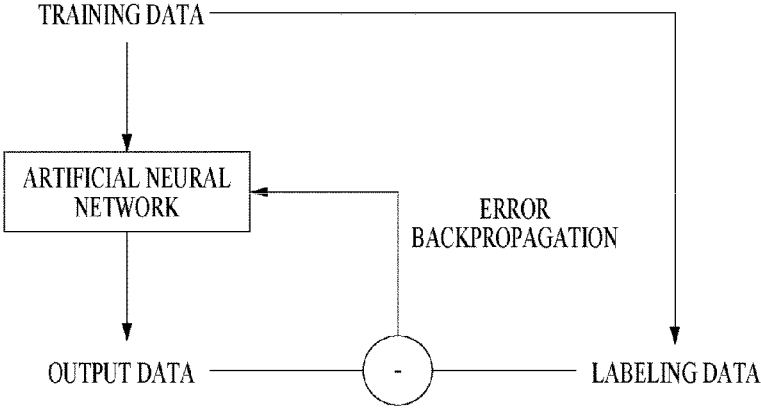 TRAINING DATA
ARTIFICIAL NEURAL
NETWORK
ERROR
BACKPROPAGATION
OUTPUT DATA
-
LABELING DATA